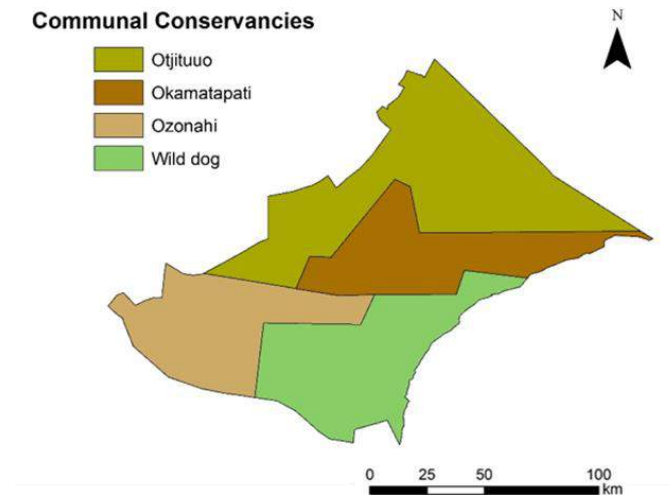 Communal Conservancies
N
Otjituuo
Okamatapati
Ozonahi
Wild dog
0 25 50 100
km